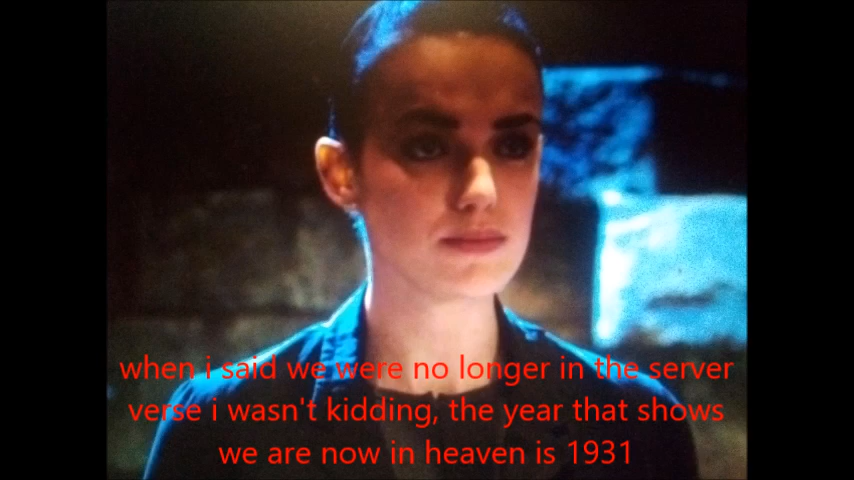 when i said we were no longer in the server
verse i wasn't kidding, the year that shows
we are now in heaven is 1931